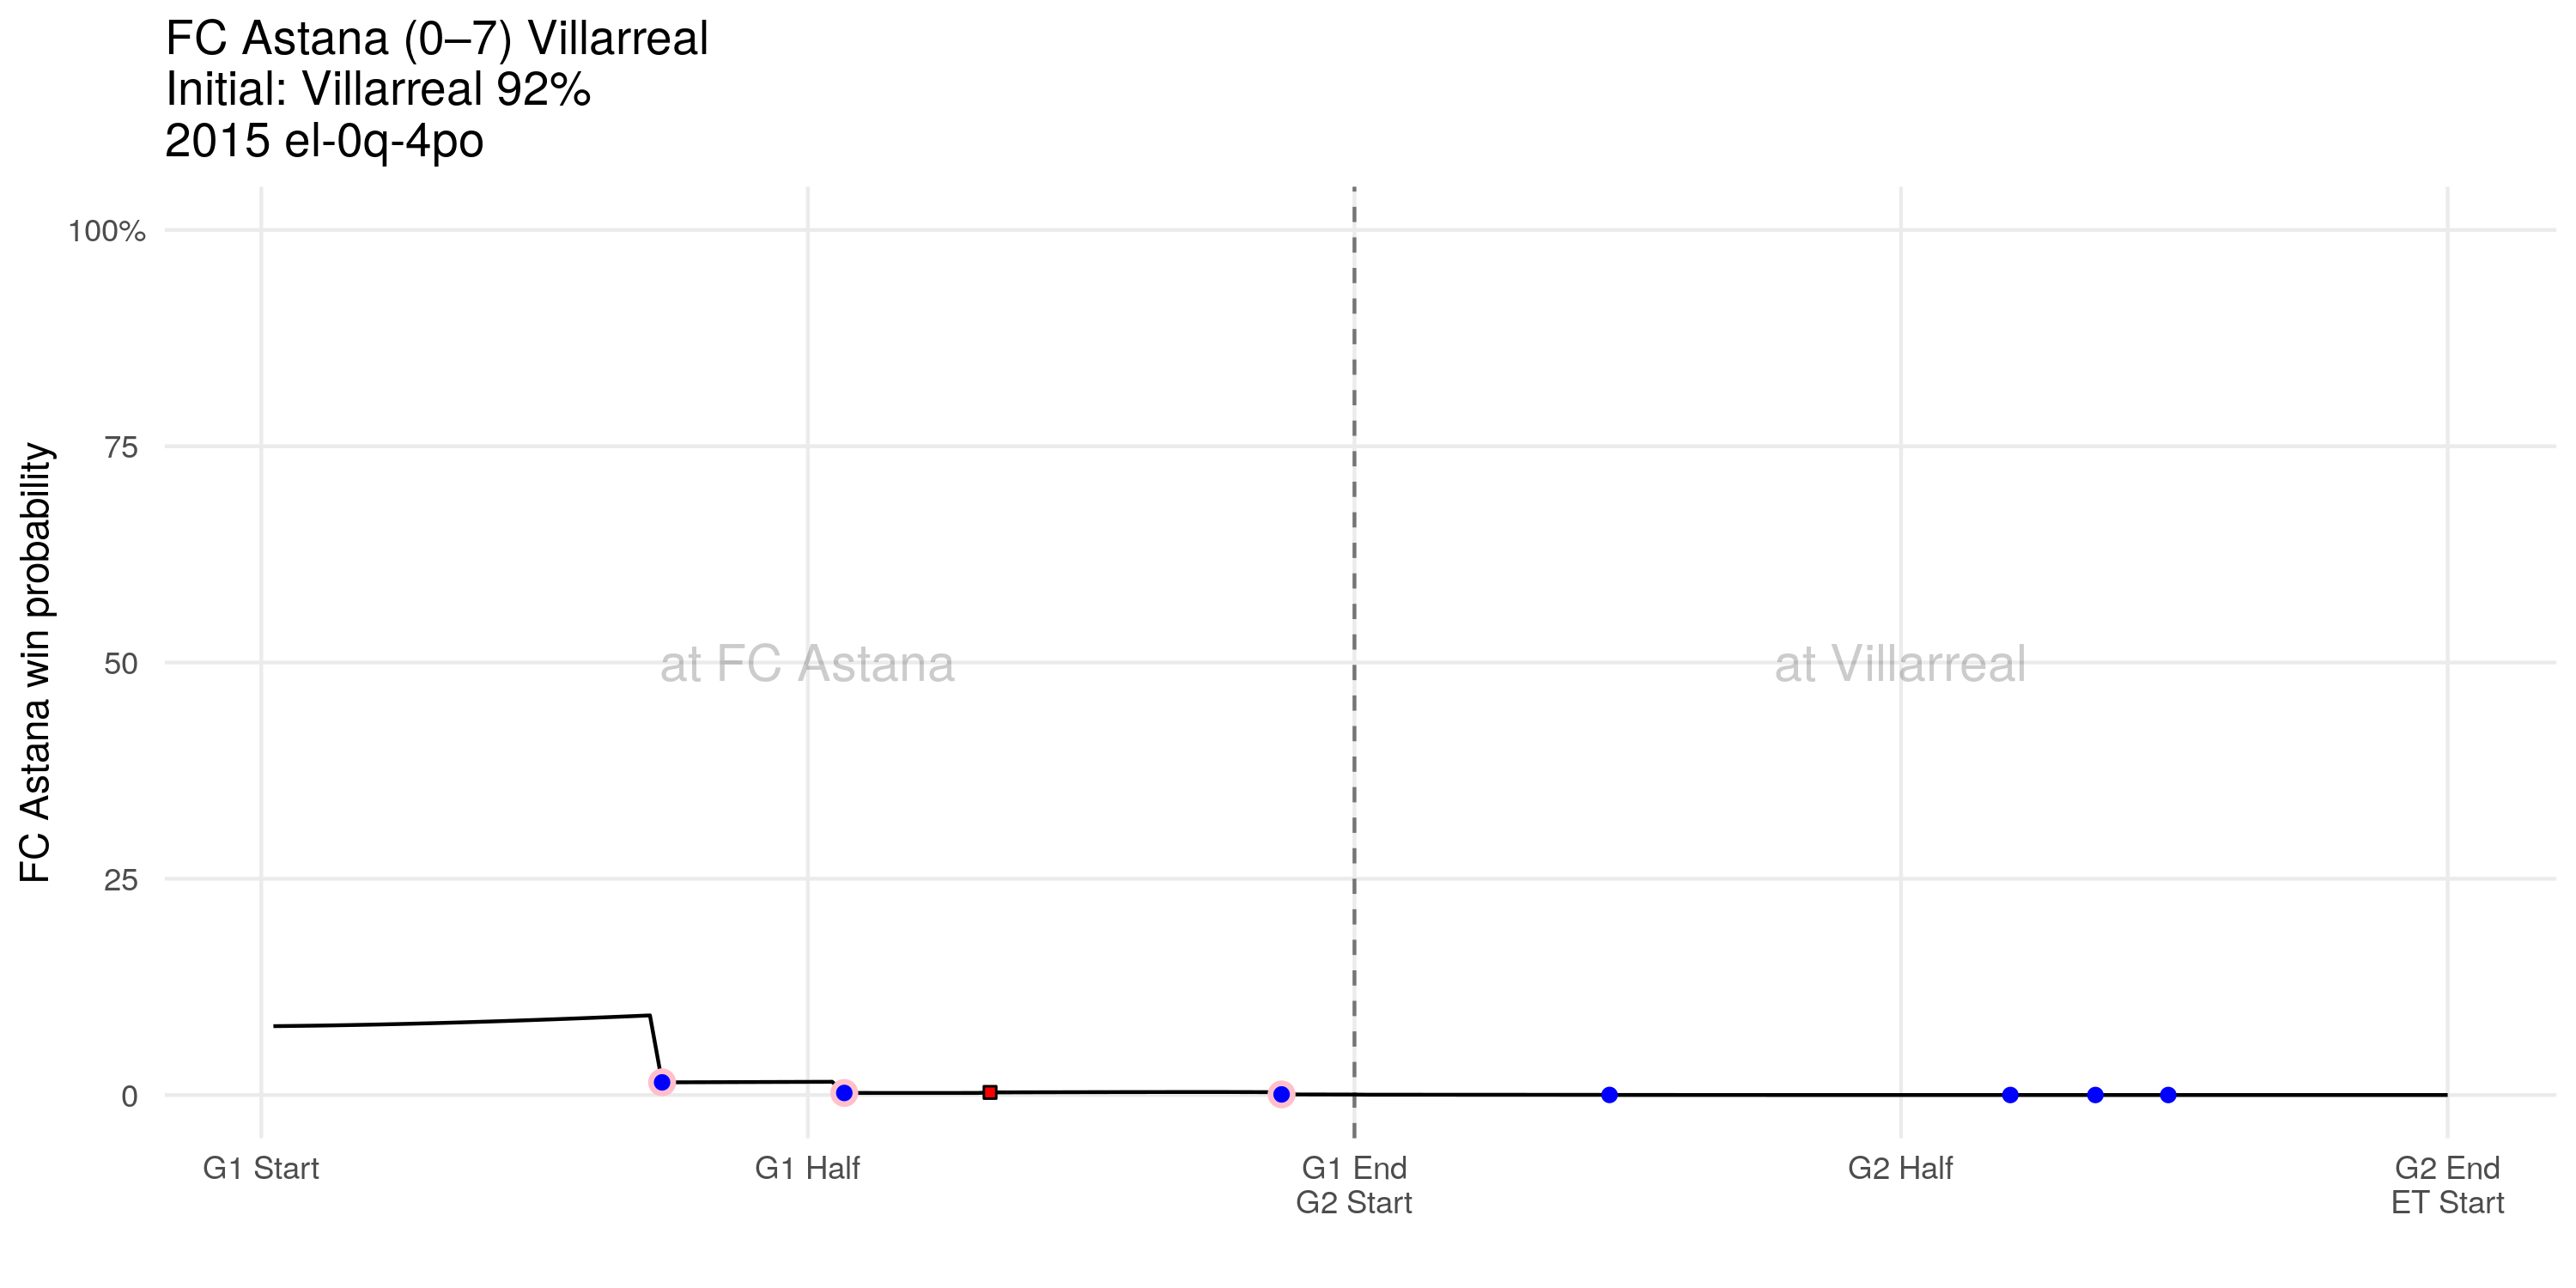 FC Astana (0–7) Villarreal
Initial: Villarreal 92%
2015 el-0q-4po
FC Astana win probability
100%
75
50
25
0
at FC Astana
at Villarreal
G1 Start
G1 Half
G1 End
G2 Start
G2 Half
G2 End
ET Start